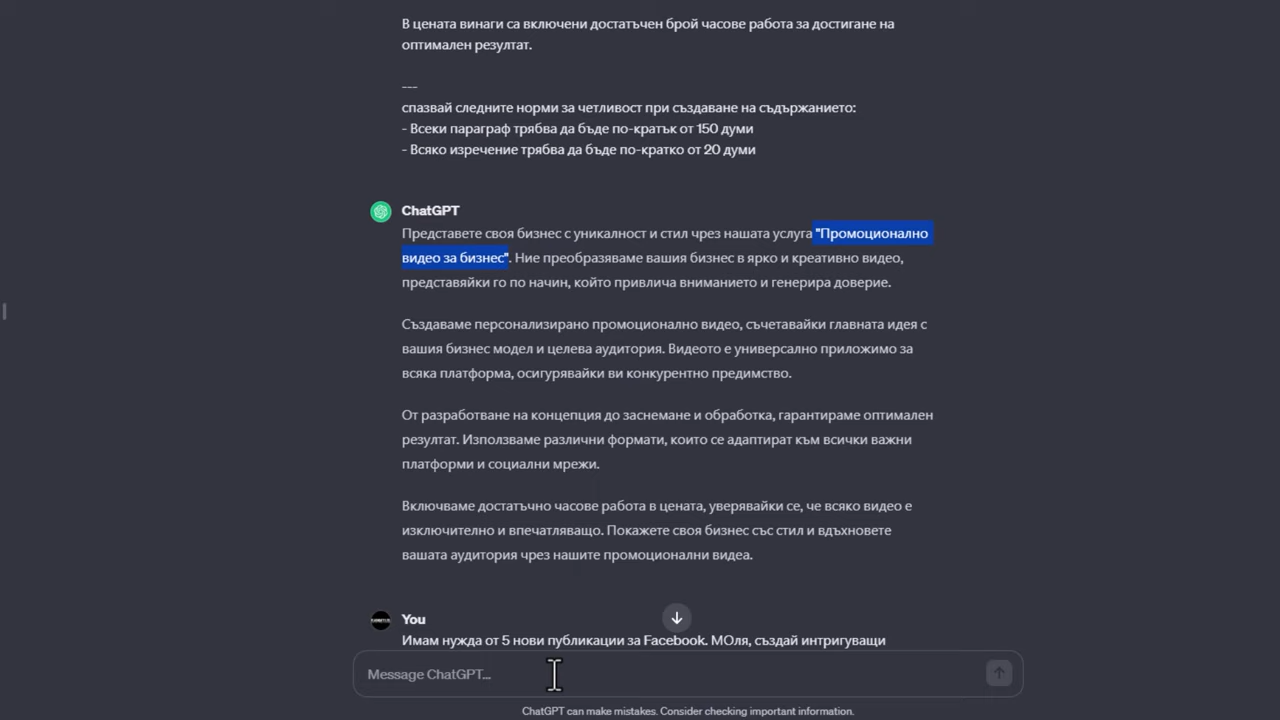 В цената винаги са включени достатъчен брой часове работа за достигане на
оптимален резултат.
---
спазвай следните норми за четливост при създаване на съдържанието:
- Всеки параграф трябва да бъде по-кратък от 150 думи
- Всяко изречение трябва да бъде по-кратко от 20 думи
ChatGPT
Представете своя бизнес с уникалност и стил чрез нашата услуга "Промоционално
видео за бизнес". Ние преобразяваме вашия бизнес в ярко и креативно видео,
представяйки го по начин, който привлича вниманието и генерира доверие.
Създаваме персонализирано промоционално видео, съчетавайки главната идея с
вашия бизнес модел и целева аудитория. Видеото е универсално приложимо за
всяка платформа, осигурявайки ви конкурентно предимство.
От разработване на концепция до заснемане и обработка, гарантираме оптимален
резултат. Използваме различни формати, които се адаптират към всички важни
платформи и социални мрежи.
Включваме достатъчно часове работа в цената, уверявайки се, че всяко видео е
изключително и впечатляващо. Покажете своя бизнес със стил и вдъхновете
вашата аудитория чрез нашите промоционални видеа.
You
Имам нужда от 5 нови публикации за Facebook. МОля, създай интригуващи
Message ChatGPT...
ChatGPT can make mistakes. Consider checking important information.